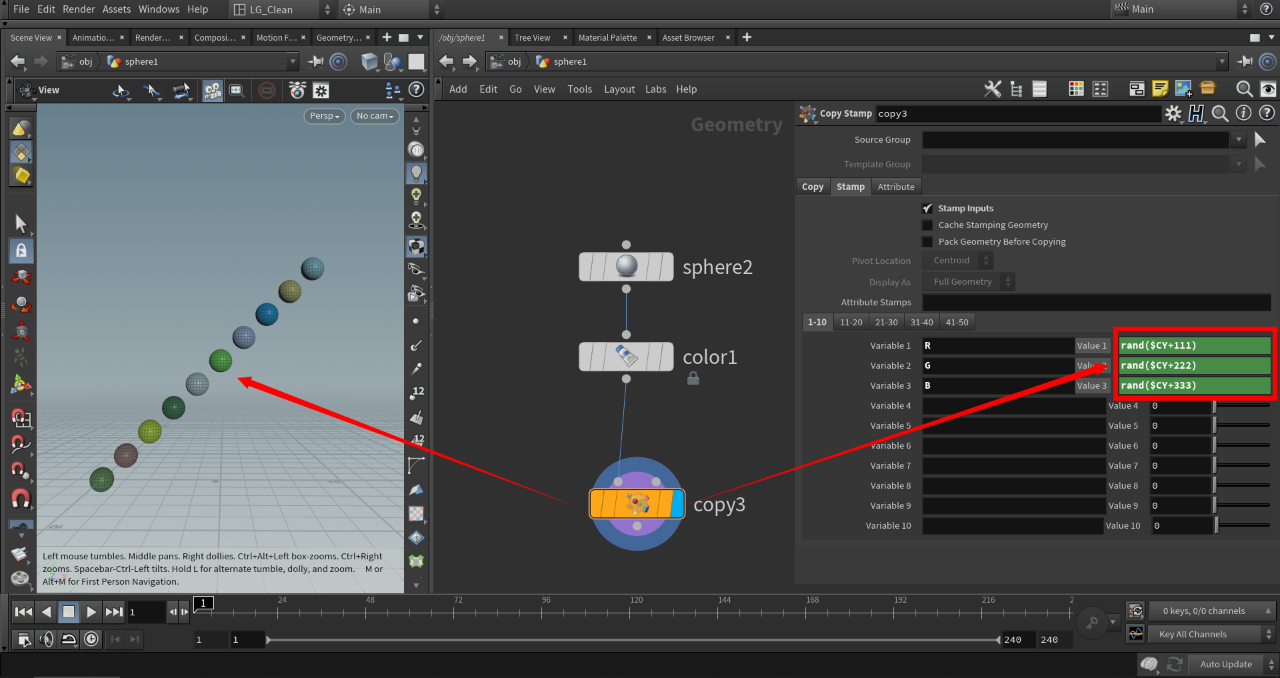 File Edit Render Assets Windows Help LG_Clean Main Main
Scene View Animatio... Render... Composi... Motion F... Geometry...
/obj/sphere1 Tree View Material Palette Asset Browser
obj sphere1
obj sphere1
View
Add Edit Go View Tools Layout Labs Help
Persp No cam
Geometry
Copy Stamp copy3
Source Group
Template Group
Copy Stamp Attribute
Stamp Inputs
Cache Stamping Geometry
Pack Geometry Before Copying
Pivot Location Centroid
Display As Full Geometry
Attribute Stamps
1-10 11-20 21-30 31-40 41-50
Variable 1 R Value 1 rand($CY+111)
Variable 2 G rand($CY+222)
Variable 3 B Value 3 rand($CY+333)
Variable 4 Value 4 0
Variable 5 Value 5 0
Variable 6 Value 6 0
Variable 7 Value 7 0
Variable 8 Value 8 0
Variable 9 Value 9 0
Variable 10 Value 10 0
sphere2
color1
copy3
12
12
Left mouse tumbles. Middle pans. Right dollies. Ctrl+Alt+Left box-zooms. Ctrl+Right
zooms. Spacebar-Ctrl-Left tilts. Hold L for alternate tumble, dolly, and zoom. M or
Alt+M for First Person Navigation.
1 1 24 48 72 96 120 144 168 192 216 2
0 keys, 0/0 channels
1 1 240 240
Key All Channels
Auto Update